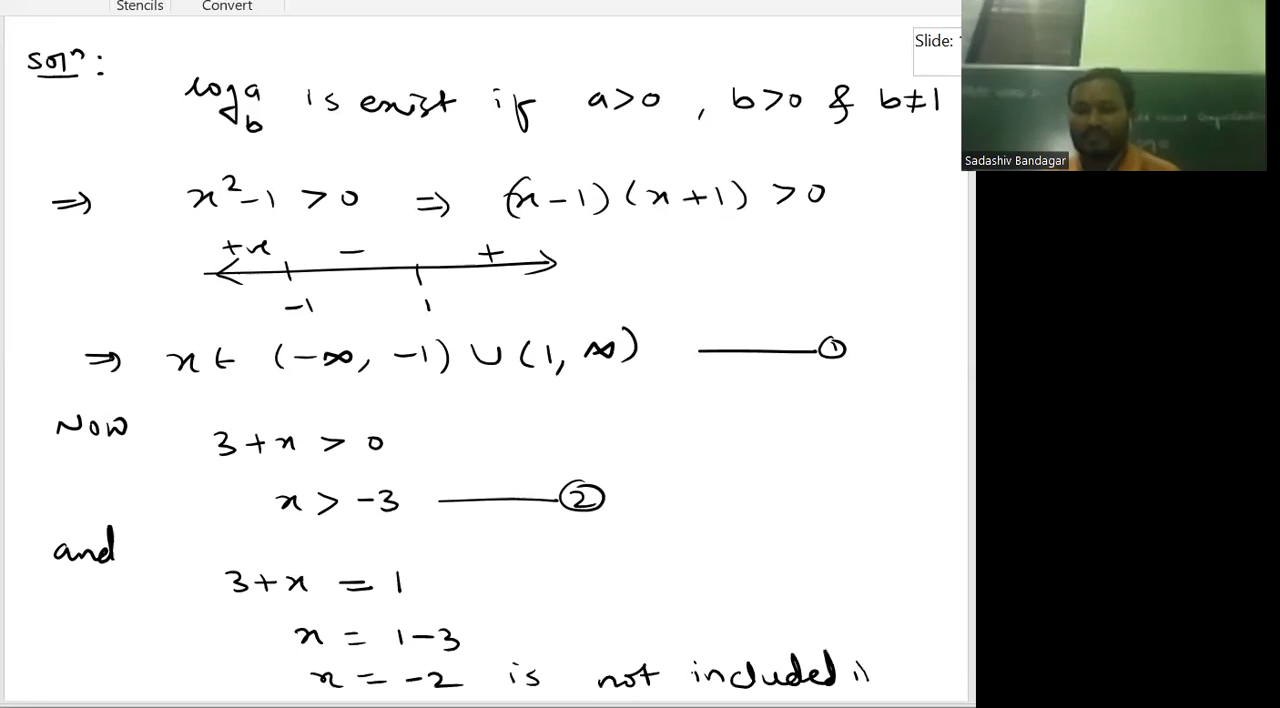 Stencils Convert
Slide:
Solⁿ:
log_b a is exist if a>0 , b>0 & b≠1
⇒ x²-1 > 0 ⇒ (x-1)(x+1) > 0
+ve - +
-1 1
⇒ x ∈ (-∞, -1) ∪ (1, ∞) ——— ①
Now
3+x > 0
x > -3 ——— ②
and
3+x = 1
x = 1-3
x = -2 is not included
Sadashiv Bandagar